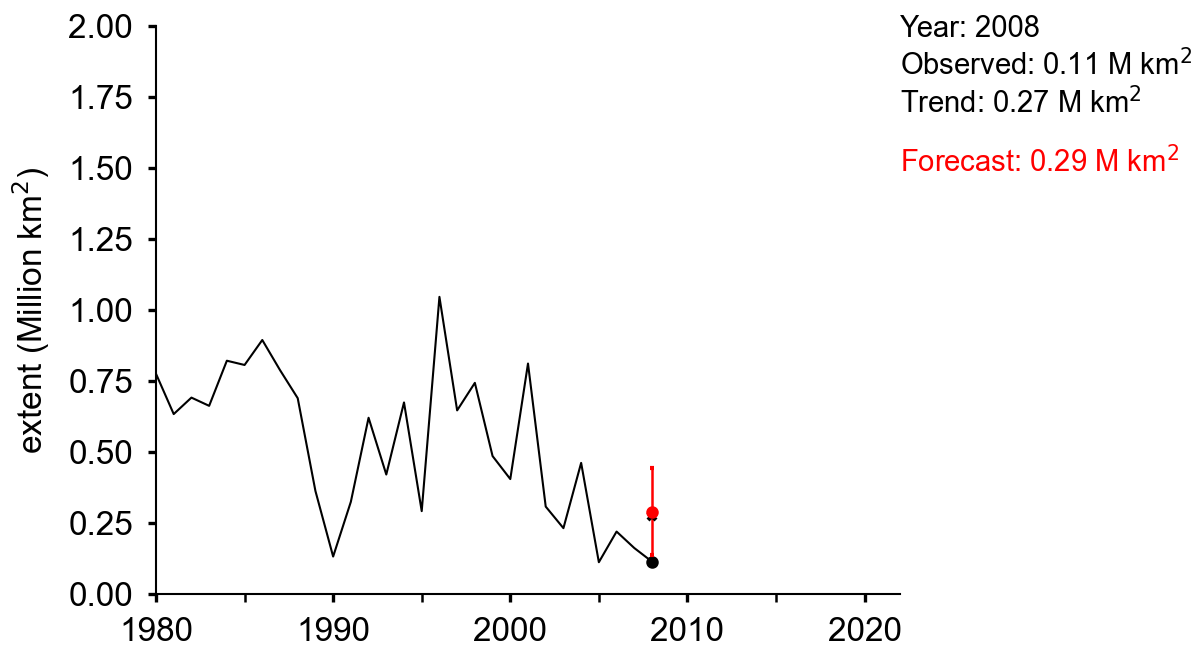 2.00
1.75
1.50
1.25
1.00
0.75
0.50
0.25
0.00
extent (Million km²)
1980 1990 2000 2010 2020
Year: 2008
Observed: 0.11 M km²
Trend: 0.27 M km²
Forecast: 0.29 M km²